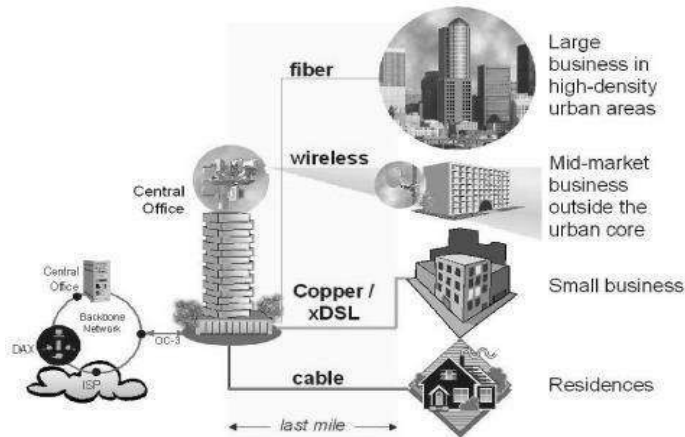 fiber
Large
business in
high-density
urban areas
wireless
Central
Office
Mid-market
business
outside the
urban core
Central
Office
Backbone
Network
DAX
ISP
OC-3
Copper /
xDSL
Small business
cable
Residences
last mile